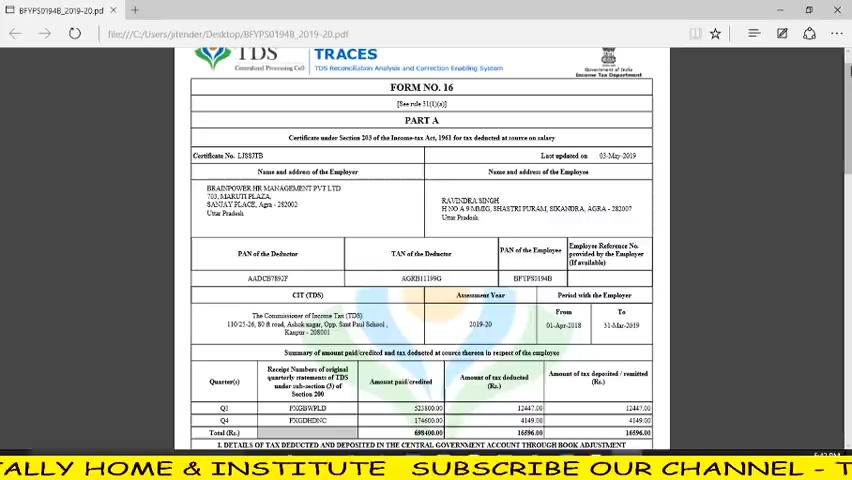 BFYPS0194B_2019-20.pdf
file:///C:/Users/jitender/Desktop/BFYPS0194B_2019-20.pdf
TDS
Centralized Processing Cell
TRACES
TDS Reconciliation Analysis and Correction Enabling System
Government of India
Income Tax Department
FORM NO. 16
[See rule 31(1)(a)]
PART A
Certificate under Section 203 of the Income-tax Act, 1961 for tax deducted at source on salary
Certificate No. LJSSJTB Last updated on 03-May-2019
Name and address of the Employer Name and address of the Employee
BRAINPOWER HR MANAGEMENT PVT LTD
703, MARUTI PLAZA,
SANJAY PLACE, Agra - 282002
Uttar Pradesh
RAVINDRA SINGH
H NO A 9 MMIG, SHASTRI PURAM, SIKANDRA, AGRA - 282007
Uttar Pradesh
PAN of the Deductor TAN of the Deductor PAN of the Employee Employee Reference No. provided by the Employer (If available)
AADCB7892F AGRB11199G BFYPS0194B
CIT (TDS) Assessment Year Period with the Employer
The Commissioner of Income Tax (TDS)
110/25-26, 80 ft road, Ashok nagar, Opp. Saint Paul School ,
Kanpur - 208001
2019-20
From To
01-Apr-2018 31-Mar-2019
Summary of amount paid/credited and tax deducted at source thereon in respect of the employee
Quarter(s) Receipt Numbers of original quarterly statements of TDS under sub-section (3) of Section 200 Amount paid/credited Amount of tax deducted (Rs.) Amount of tax deposited / remitted (Rs.)
Q3 FXGBWPLD 523800.00 12447.00 12447.00
Q4 FXGDHDNC 174600.00 4149.00 4149.00
Total (Rs.) 698400.00 16596.00 16596.00
I. DETAILS OF TAX DEDUCTED AND DEPOSITED IN THE CENTRAL GOVERNMENT ACCOUNT THROUGH BOOK ADJUSTMENT
TALLY HOME & INSTITUTE SUBSCRIBE OUR CHANNEL - T